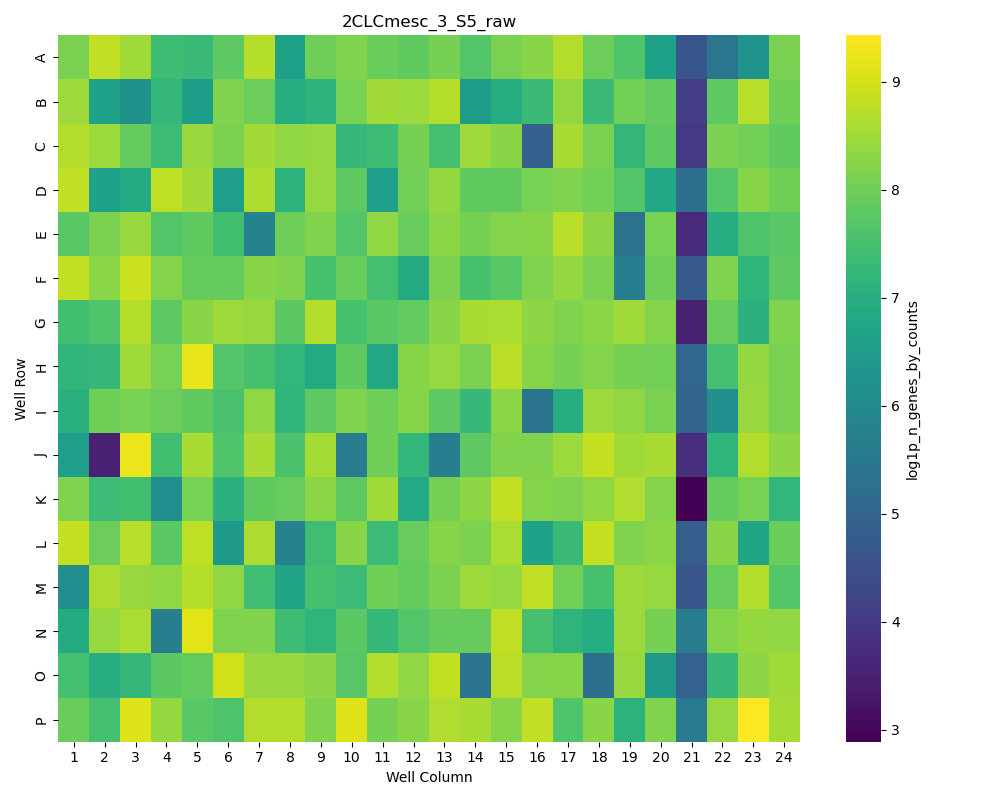 2CLCmesc_3_S5_raw
A
B
C
D
E
F
G
H
I
J
K
L
M
N
O
P
Well Row
1 2 3 4 5 6 7 8 9 10 11 12 13 14 15 16 17 18 19 20 21 22 23 24
Well Column
9
8
7
6
5
4
3
log1p_n_genes_by_counts